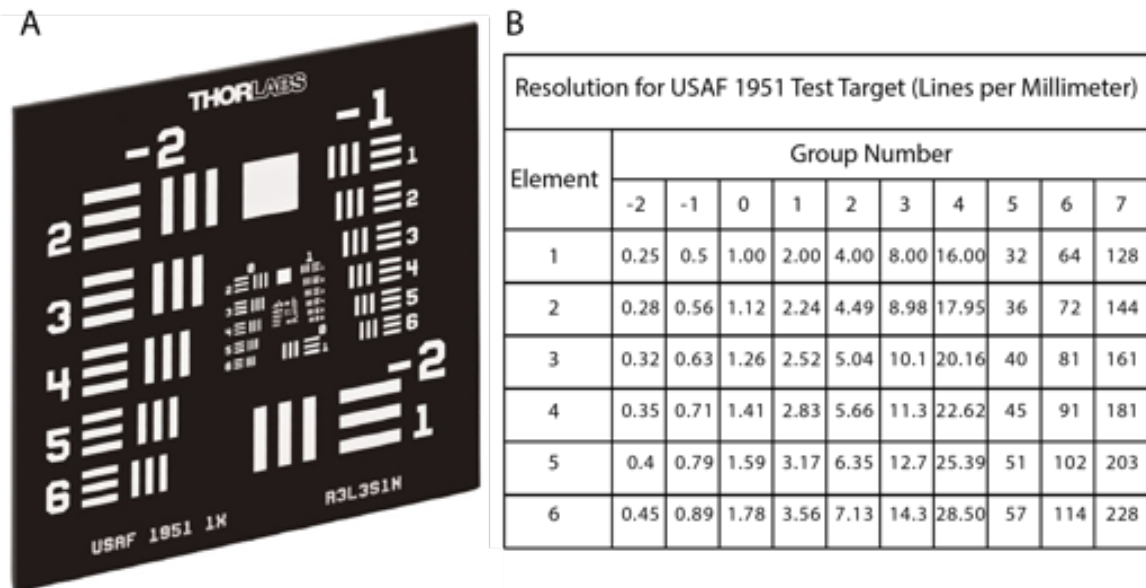 A
THORLABS
-2
-1
2
3
4
5
6
1
2
3
4
5
6
-2
1
USAF 1951 1X
R3L3S1N
B
Resolution for USAF 1951 Test Target (Lines per Millimeter)
Element
Group Number
-2 -1 0 1 2 3 4 5 6 7
1 0.25 0.5 1.00 2.00 4.00 8.00 16.00 32 64 128
2 0.28 0.56 1.12 2.24 4.49 8.98 17.95 36 72 144
3 0.32 0.63 1.26 2.52 5.04 10.1 20.16 40 81 161
4 0.35 0.71 1.41 2.83 5.66 11.3 22.62 45 91 181
5 0.4 0.79 1.59 3.17 6.35 12.7 25.39 51 102 203
6 0.45 0.89 1.78 3.56 7.13 14.3 28.50 57 114 228